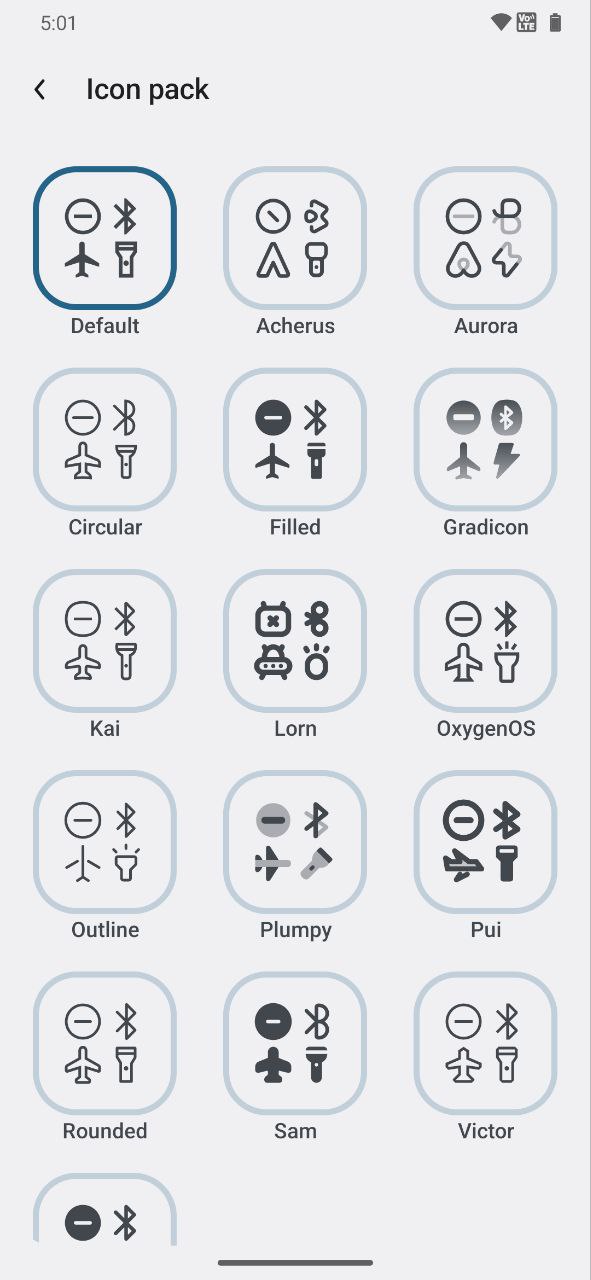 5:01
Vo))
LTE
Icon pack
Default
Acherus
Aurora
Circular
Filled
Gradicon
Kai
Lorn
OxygenOS
Outline
Plumpy
Pui
Rounded
Sam
Victor